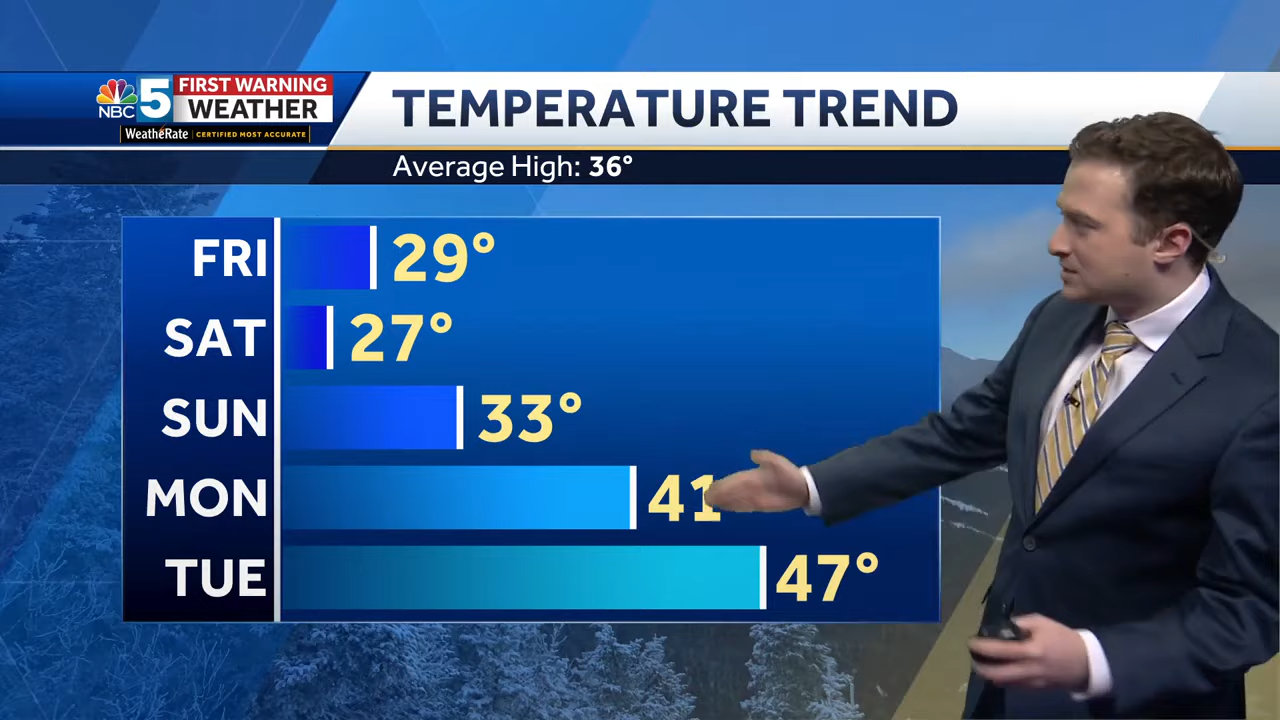 NBC 5 FIRST WARNING WEATHER
WeatheRate | CERTIFIED MOST ACCURATE
TEMPERATURE TREND
Average High: 36°
FRI 29°
SAT 27°
SUN 33°
MON 41
TUE 47°